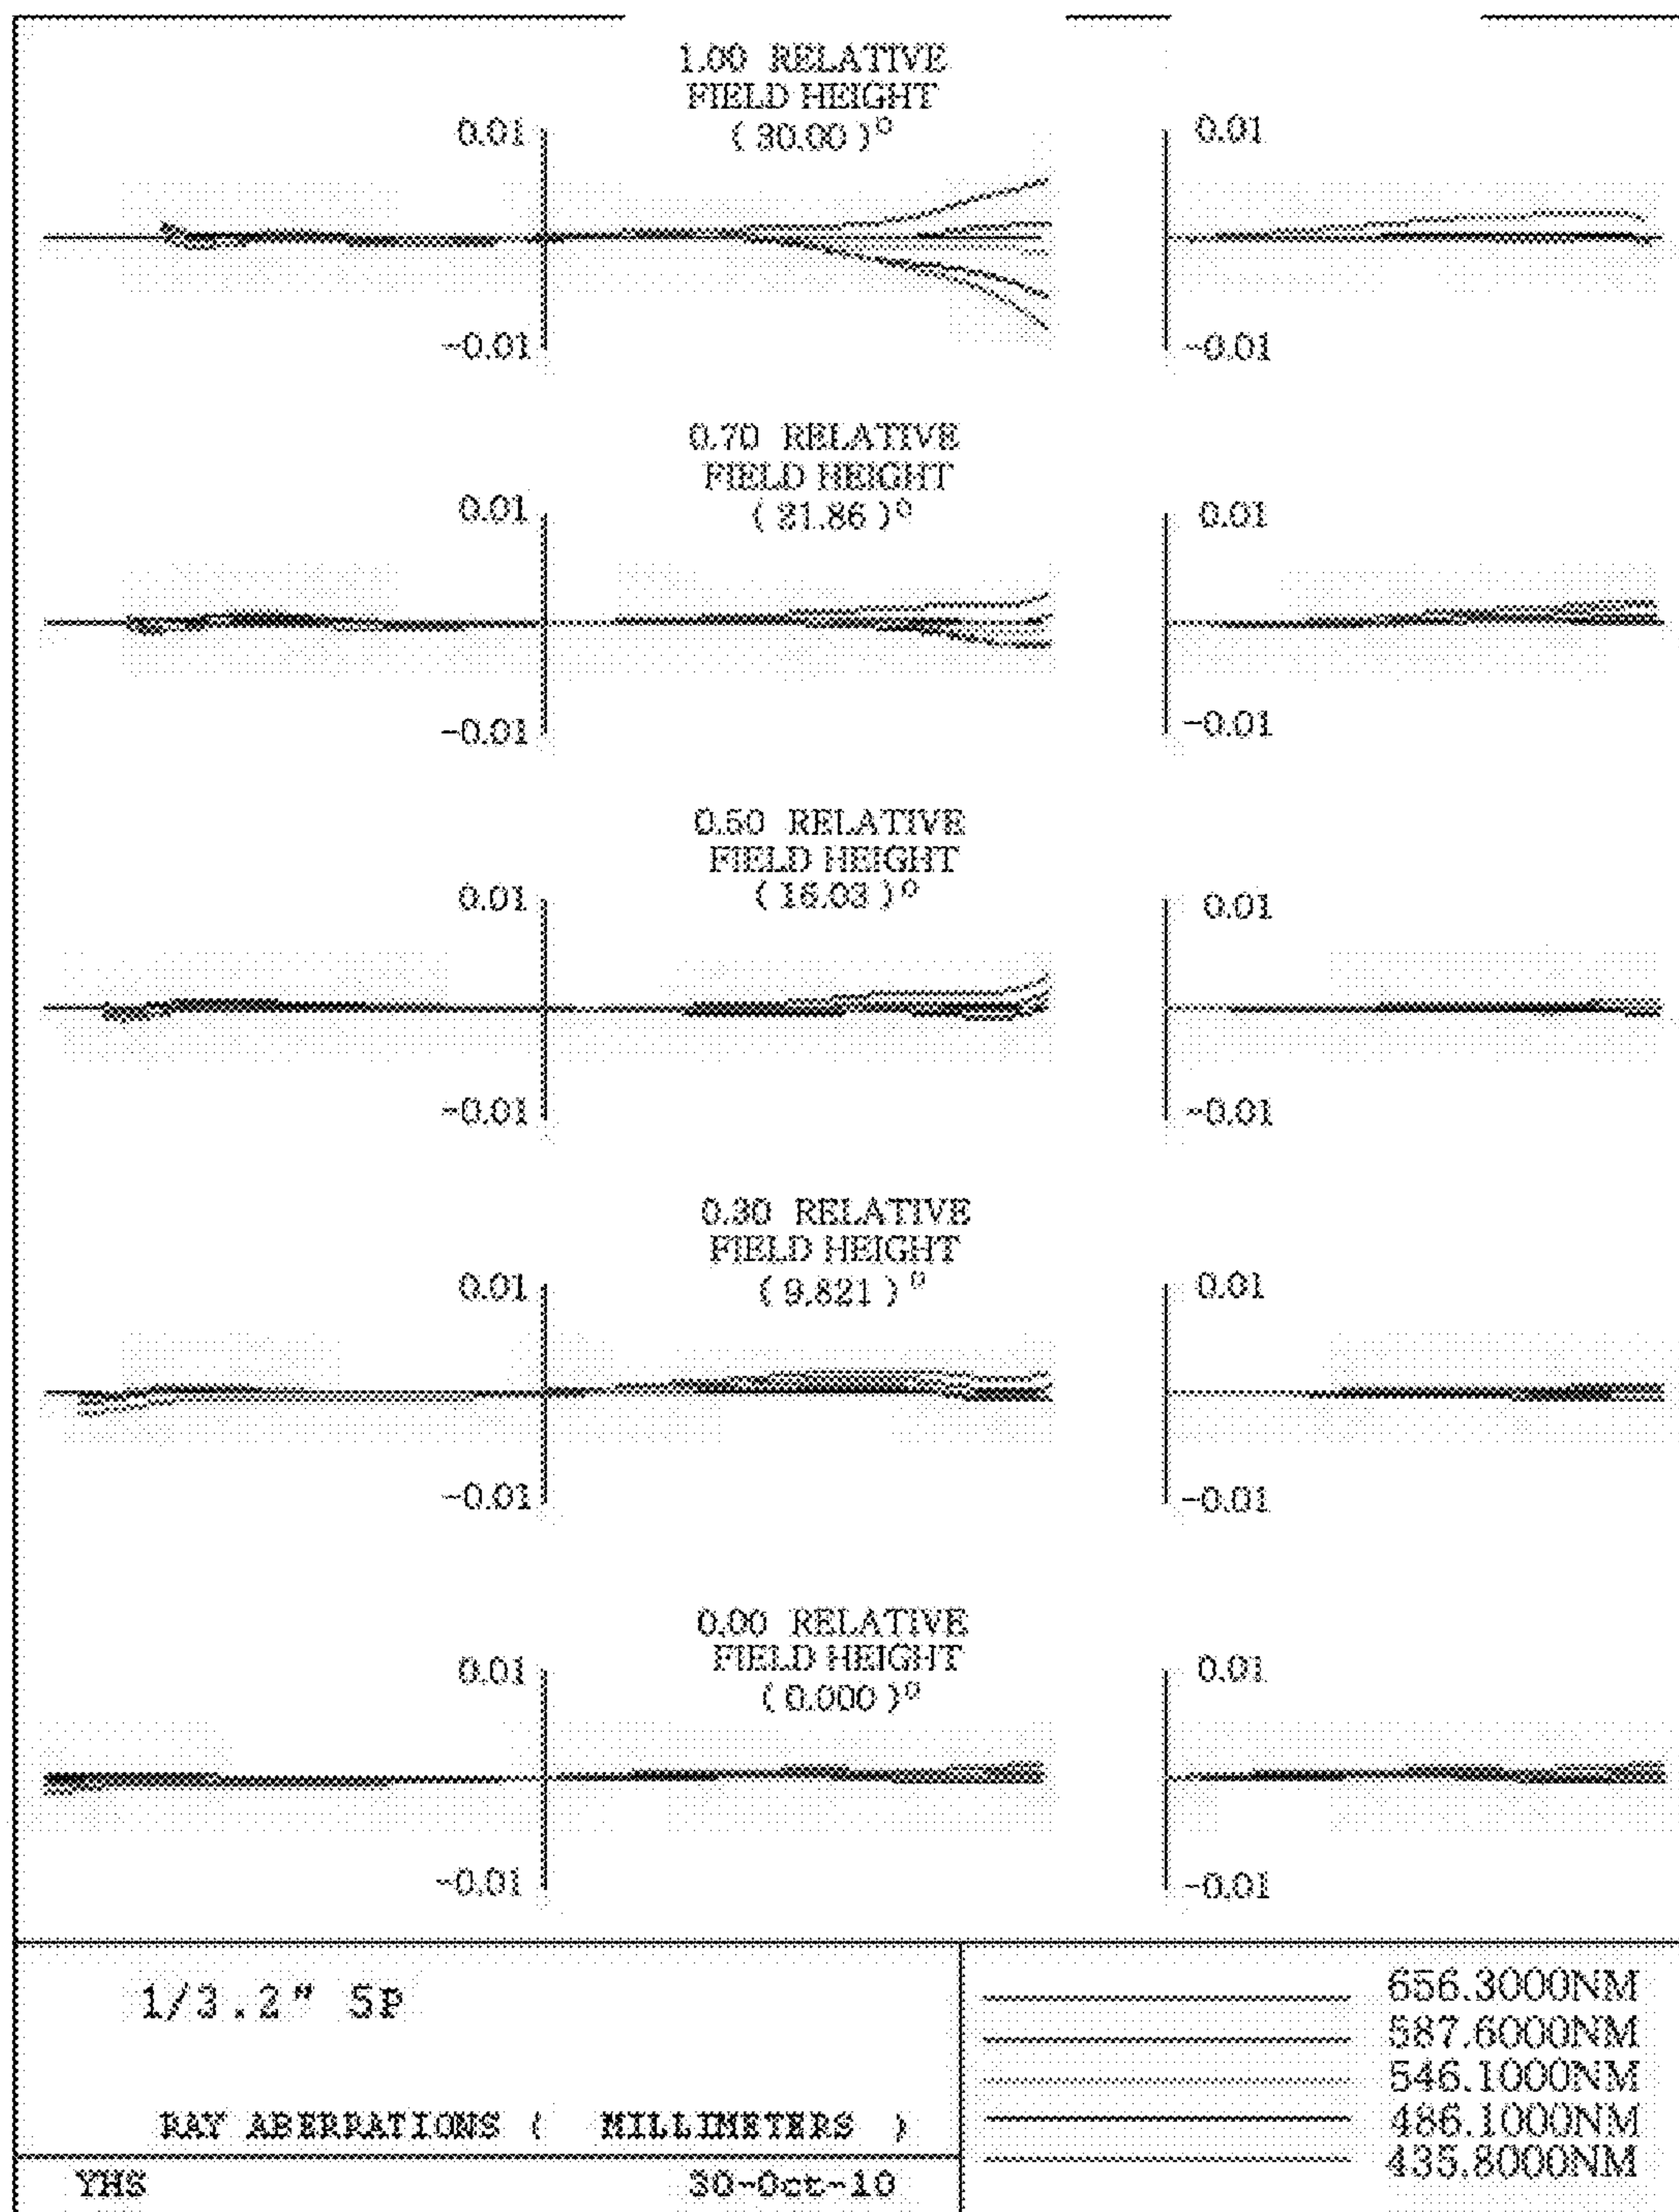 1.00 RELATIVE
FIELD HEIGHT
( 30.00 )⁰
0.01
0.01
-0.01
-0.01
0.70 RELATIVE
FIELD HEIGHT
( 21.86 )⁰
0.01
0.01
-0.01
-0.01
0.50 RELATIVE
FIELD HEIGHT
( 16.03 )⁰
0.01
0.01
-0.01
-0.01
0.30 RELATIVE
FIELD HEIGHT
( 9.821 )⁰
0.01
0.01
-0.01
-0.01
0.00 RELATIVE
FIELD HEIGHT
( 0.000 )⁰
0.01
0.01
-0.01
-0.01
1/3.2" 5P
RAY ABERRATIONS ( MILLIMETERS )
YHS 30-Oct-10
656.3000NM
587.6000NM
546.1000NM
486.1000NM
435.8000NM